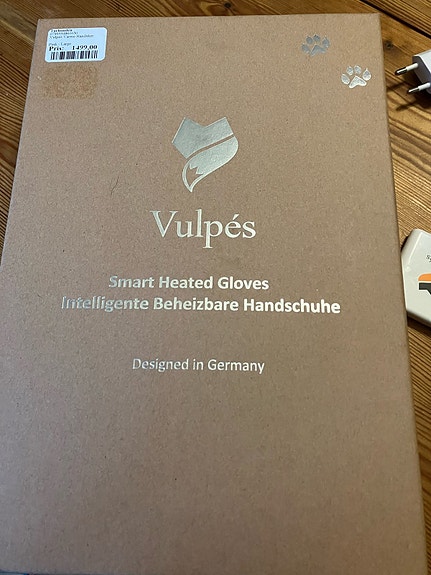 Pris: 1499,00
Vulpés
Smart Heated Gloves
Intelligente Beheizbare Handschuhe
Designed in Germany